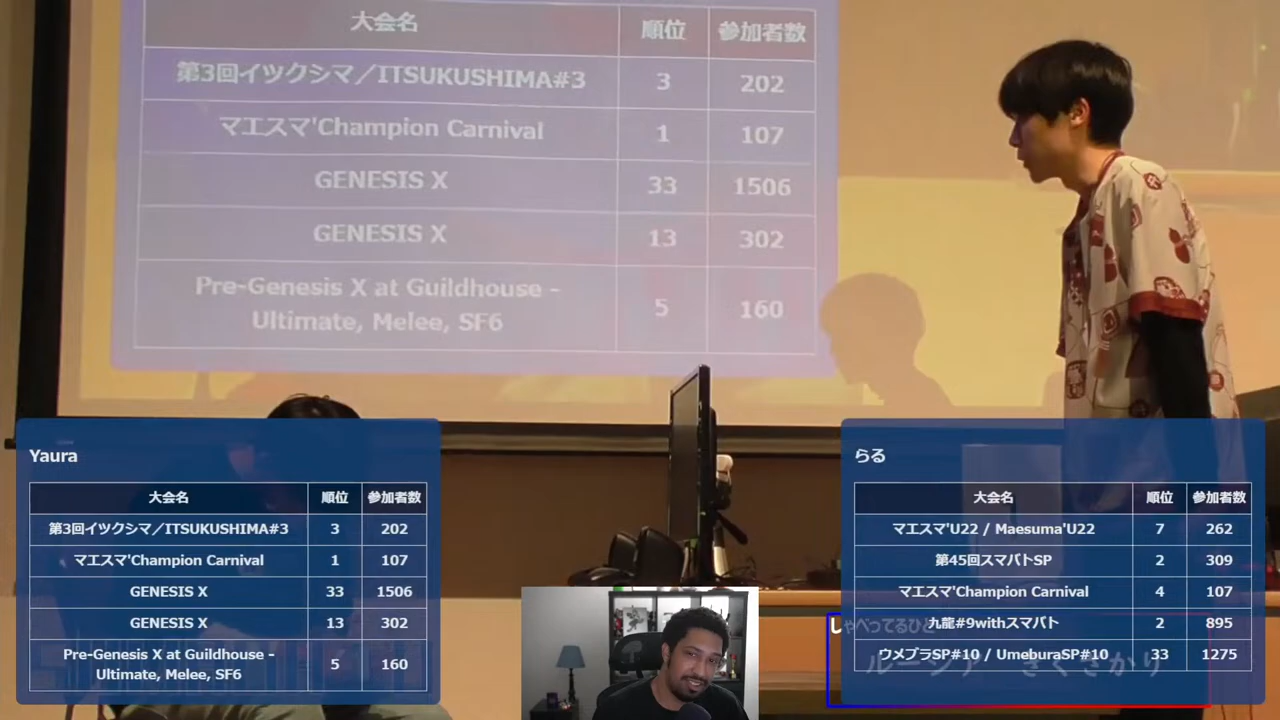 大会名 順位 参加者数
第3回イツクシマ／ITSUKUSHIMA#3 3 202
マエスマ'Champion Carnival 1 107
GENESIS X 33 1506
GENESIS X 13 302
Pre-Genesis X at Guildhouse -
Ultimate, Melee, SF6 5 160
Yaura
大会名 順位 参加者数
第3回イツクシマ／ITSUKUSHIMA#3 3 202
マエスマ'Champion Carnival 1 107
GENESIS X 33 1506
GENESIS X 13 302
Pre-Genesis X at Guildhouse -
Ultimate, Melee, SF6 5 160
らる
大会名 順位 参加者数
マエスマ'U22 / Maesuma'U22 7 262
第45回スマバトSP 2 309
マエスマ'Champion Carnival 4 107
九龍#9withスマバト 2 895
ウメブラSP#10 / UmeburaSP#10 33 1275
しゃべってるひと